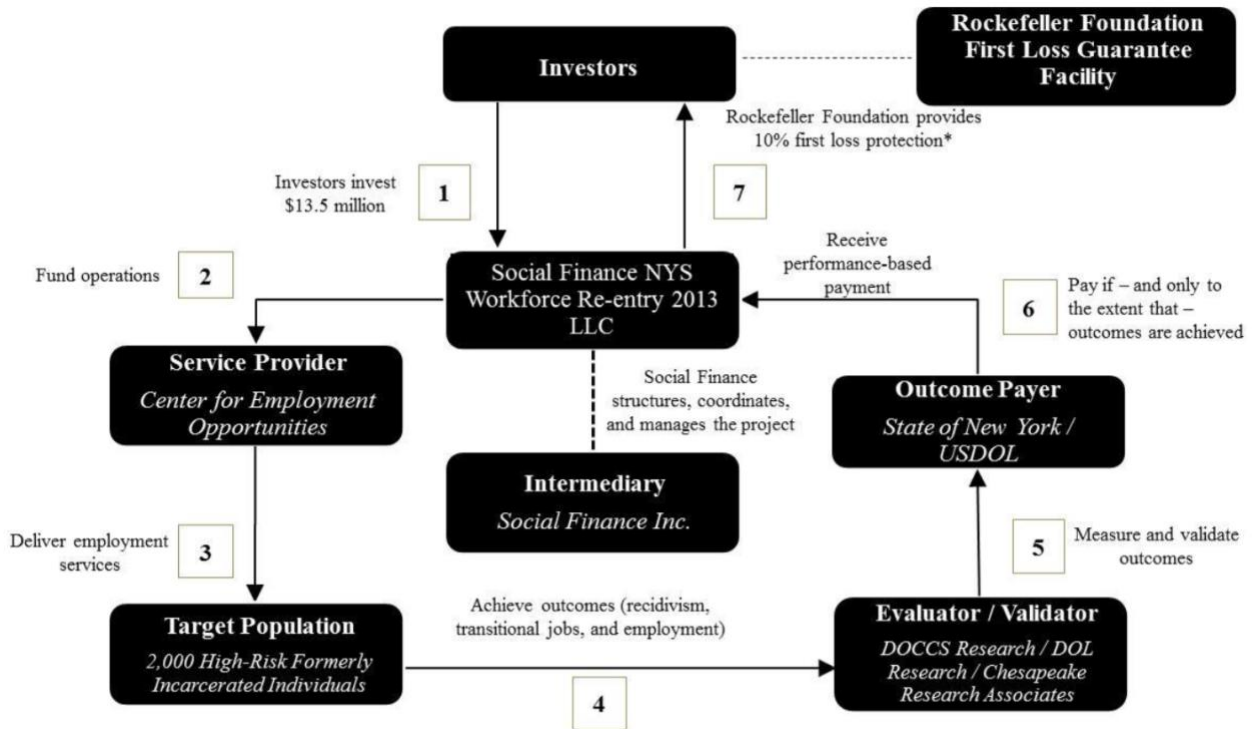 Investors
Rockefeller Foundation
First Loss Guarantee
Facility
Rockefeller Foundation provides
10% first loss protection*
Investors invest
$13.5 million
1
7
Fund operations
2
Social Finance NYS
Workforce Re-entry 2013
LLC
Receive
performance-based
payment
6
Pay if – and only to
the extent that –
outcomes are achieved
Service Provider
Center for Employment
Opportunities
Social Finance
structures, coordinates,
and manages the project
Outcome Payer
State of New York /
USDOL
Intermediary
Social Finance Inc.
Deliver employment
services
3
5
Measure and validate
outcomes
Target Population
2,000 High-Risk Formerly
Incarcerated Individuals
Achieve outcomes (recidivism,
transitional jobs, and employment)
4
Evaluator / Validator
DOCCS Research / DOL
Research / Chesapeake
Research Associates